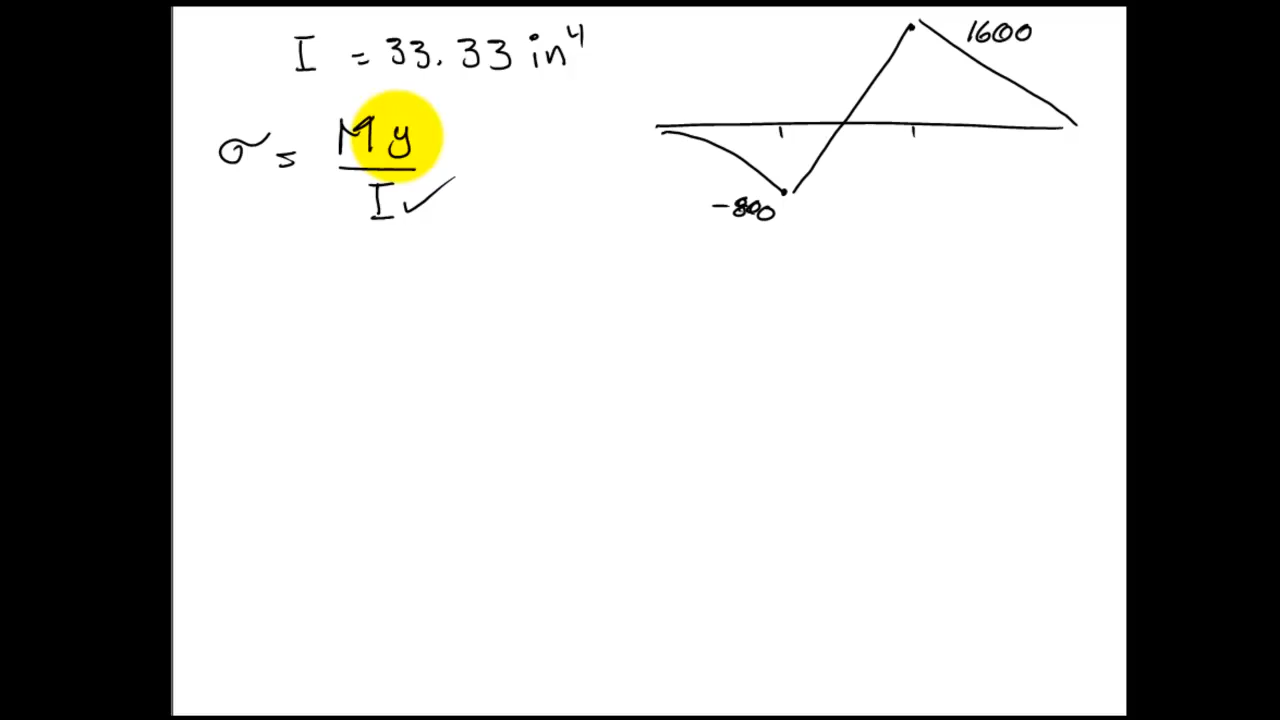 I = 33.33 in⁴
1600
σ = My
I ✓
-800